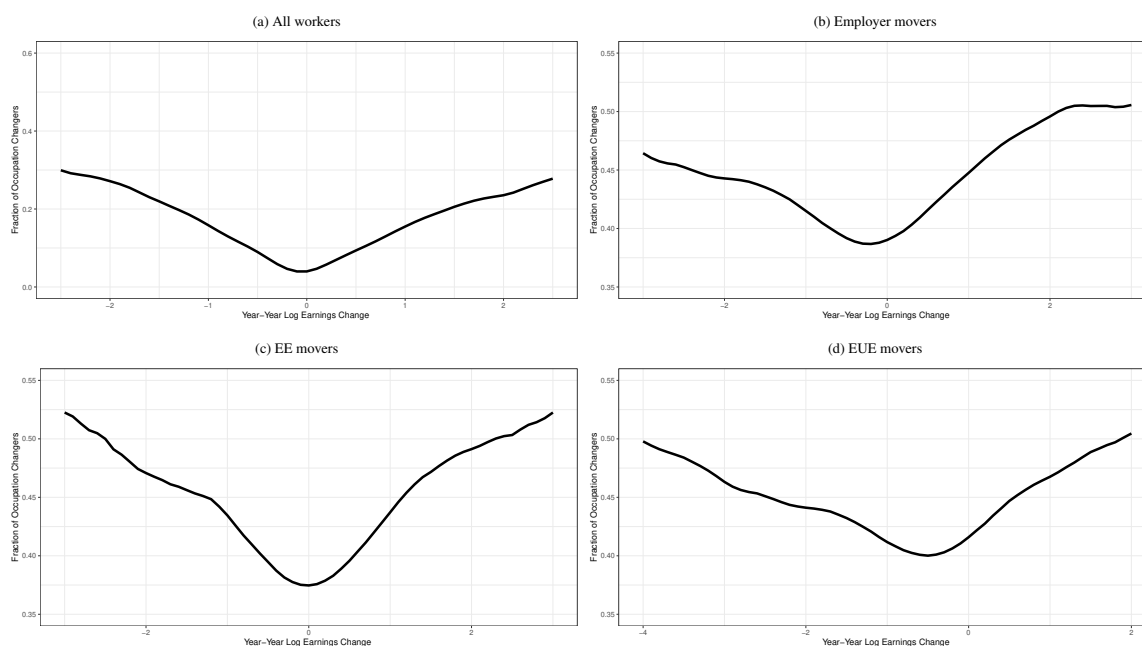 (a) All workers
0.6
0.4
0.2
0.0
Fraction of Occupation Changers
−2
−1
0
1
2
Year−Year Log Earnings Change
(b) Employer movers
0.55
0.50
0.45
0.40
0.35
Fraction of Occupation Changers
−2
0
2
Year−Year Log Earnings Change
(c) EE movers
0.55
0.50
0.45
0.40
0.35
Fraction of Occupation Changers
−2
0
2
Year−Year Log Earnings Change
(d) EUE movers
0.55
0.50
0.45
0.40
0.35
Fraction of Occupation Changers
−4
−2
0
2
Year−Year Log Earnings Change